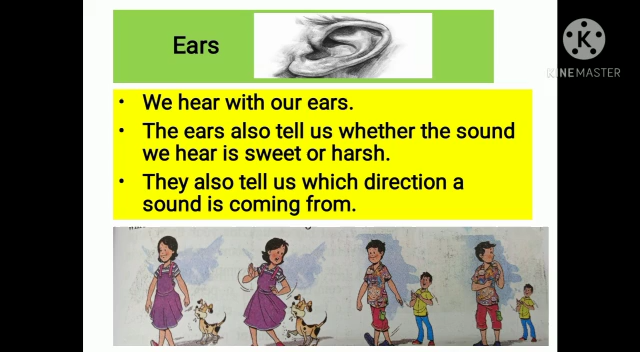 Ears
K
KINEMASTER
• We hear with our ears.
• The ears also tell us whether the sound
we hear is sweet or harsh.
• They also tell us which direction a
sound is coming from.